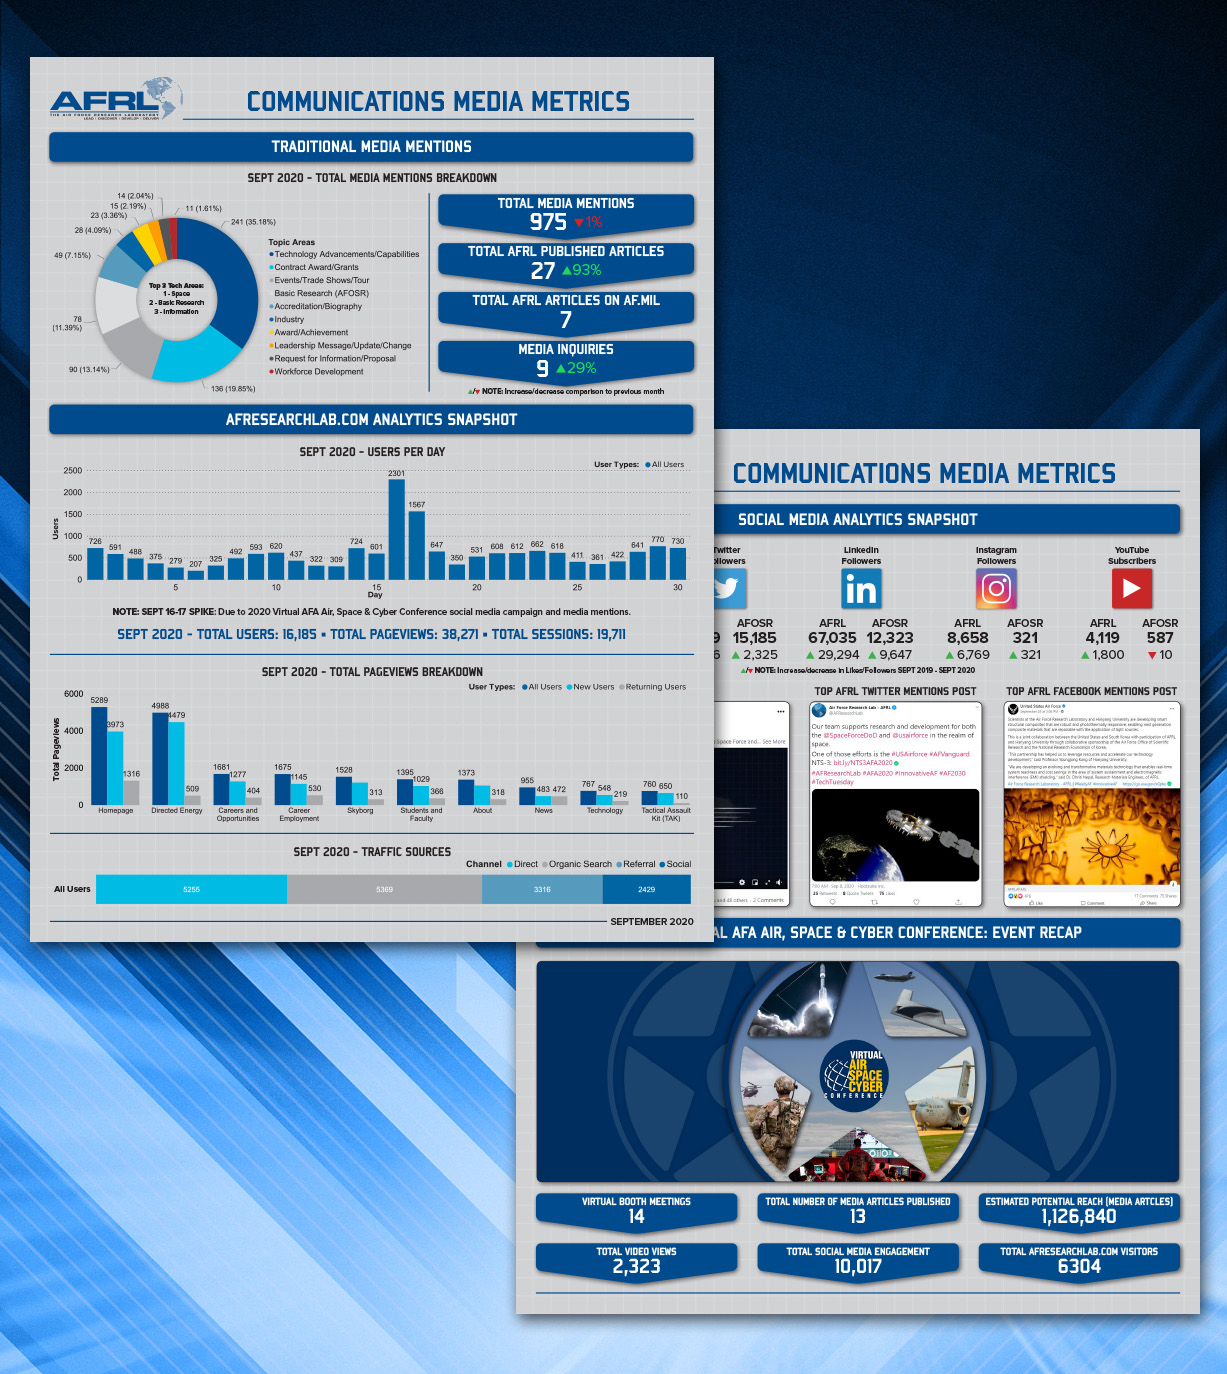 AFRL
THE AIR FORCE RESEARCH LABORATORY
LEAD | DISCOVER | DEVELOP | DELIVER
COMMUNICATIONS MEDIA METRICS
TRADITIONAL MEDIA MENTIONS
SEPT 2020 - TOTAL MEDIA MENTIONS BREAKDOWN
14 (2.04%)
15 (2.19%)
23 (3.36%)
28 (4.09%)
49 (7.15%)
78
(11.39%)
90 (13.14%)
136 (19.85%)
11 (1.61%)
241 (35.18%)
Top 3 Tech Areas:
1 - Space
2 - Basic Research
3 - Information
Topic Areas
Technology Advancements/Capabilities
Contract Award/Grants
Events/Trade Shows/Tour
Basic Research (AFOSR)
Accreditation/Biography
Industry
Award/Achievement
Leadership Message/Update/Change
Request for Information/Proposal
Workforce Development
TOTAL MEDIA MENTIONS
975 ▼1%
TOTAL AFRL PUBLISHED ARTICLES
27 ▲93%
TOTAL AFRL ARTICLES ON AF.MIL
7
MEDIA INQUIRIES
9 ▲29%
▲/▼ NOTE: Increase/decrease comparison to previous month
AFRESEARCHLAB.COM ANALYTICS SNAPSHOT
SEPT 2020 - USERS PER DAY
User Types: All Users
Users
2500
2000
1500
1000
500
0
726 591 488 375 279 207 325 492 593 620 437 322 309 724 601 2301 1567 647 350 531 608 612 662 618 411 361 422 641 770 730
5 10 15 20 25 30
Day
NOTE: SEPT 16-17 SPIKE: Due to 2020 Virtual AFA Air, Space & Cyber Conference social media campaign and media mentions.
SEPT 2020 - TOTAL USERS: 16,185 ▪ TOTAL PAGEVIEWS: 38,271 ▪ TOTAL SESSIONS: 19,711
SEPT 2020 - TOTAL PAGEVIEWS BREAKDOWN
User Types: All Users New Users Returning Users
Total Pageviews
6000
4000
2000
0
5289 3973 1316
4988 4479 509
1681 1277 404
1675 1145 530
1528 313
1395 1029 366
1373 318
955 483 472
767 548 219
760 650 110
Homepage
Directed Energy
Careers and
Opportunities
Career
Employment
Skyborg
Students and
Faculty
About
News
Technology
Tactical Assault
Kit (TAK)
SEPT 2020 - TRAFFIC SOURCES
Channel Direct Organic Search Referral Social
All Users 5255 5369 3316 2429
SEPTEMBER 2020
COMMUNICATIONS MEDIA METRICS
SOCIAL MEDIA ANALYTICS SNAPSHOT
Twitter
Followers
LinkedIn
Followers
Instagram
Followers
YouTube
Subscribers
AFOSR
9 15,185
6 ▲ 2,325
AFRL AFOSR
67,035 12,323
▲ 29,294 ▲ 9,647
AFRL AFOSR
8,658 321
▲ 6,769 ▲ 321
AFRL AFOSR
4,119 587
▲ 1,800 ▼ 10
▲/▼ NOTE: Increase/decrease in Likes/Followers SEPT 2019 - SEPT 2020
TOP AFRL TWITTER MENTIONS POST
TOP AFRL FACEBOOK MENTIONS POST
Space Force and... See More
and 48 others · 2 Comments
Air Force Research Lab - AFRL
@AFResearchLab
Our team supports research and development for both
the @SpaceForceDoD and @usairforce in the realm of
space.
One of those efforts is the #USAirforce #AFVanguard
NTS-3: bit.ly/NTS3AFA2020
#AFResearchLab #AFA2020 #InnovativeAF #AF2030
#TechTuesday
25 Retweets 8 Quote Tweets 75 Likes
United States Air Force
Like Comment Share
AL AFA AIR, SPACE & CYBER CONFERENCE: EVENT RECAP
VIRTUAL
AIR
SPACE
CYBER
CONFERENCE
VIRTUAL BOOTH MEETINGS
14
TOTAL NUMBER OF MEDIA ARTICLES PUBLISHED
13
ESTIMATED POTENTIAL REACH (MEDIA ARTCLES)
1,126,840
TOTAL VIDEO VIEWS
2,323
TOTAL SOCIAL MEDIA ENGAGEMENT
10,017
TOTAL AFRESEARCHLAB.COM VISITORS
6304